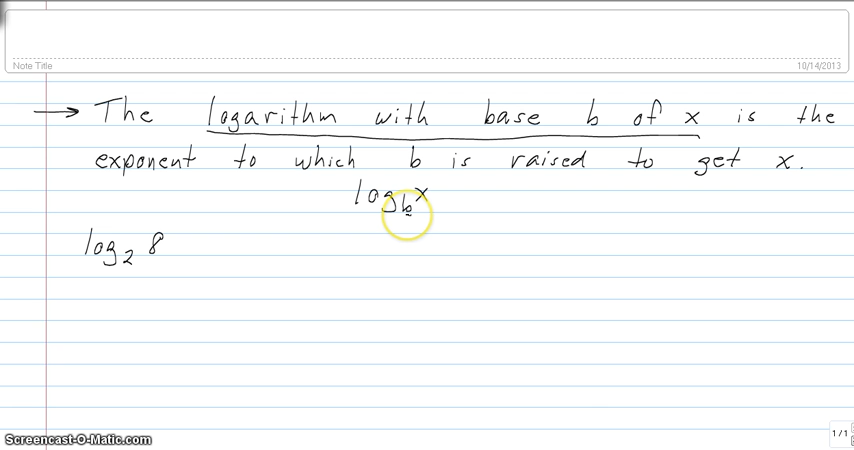 Note Title
10/14/2013
→ The logarithm with base b of x is the
exponent to which b is raised to get x.
log_b x
log_2 8
1/1
Screencast-O-Matic.com